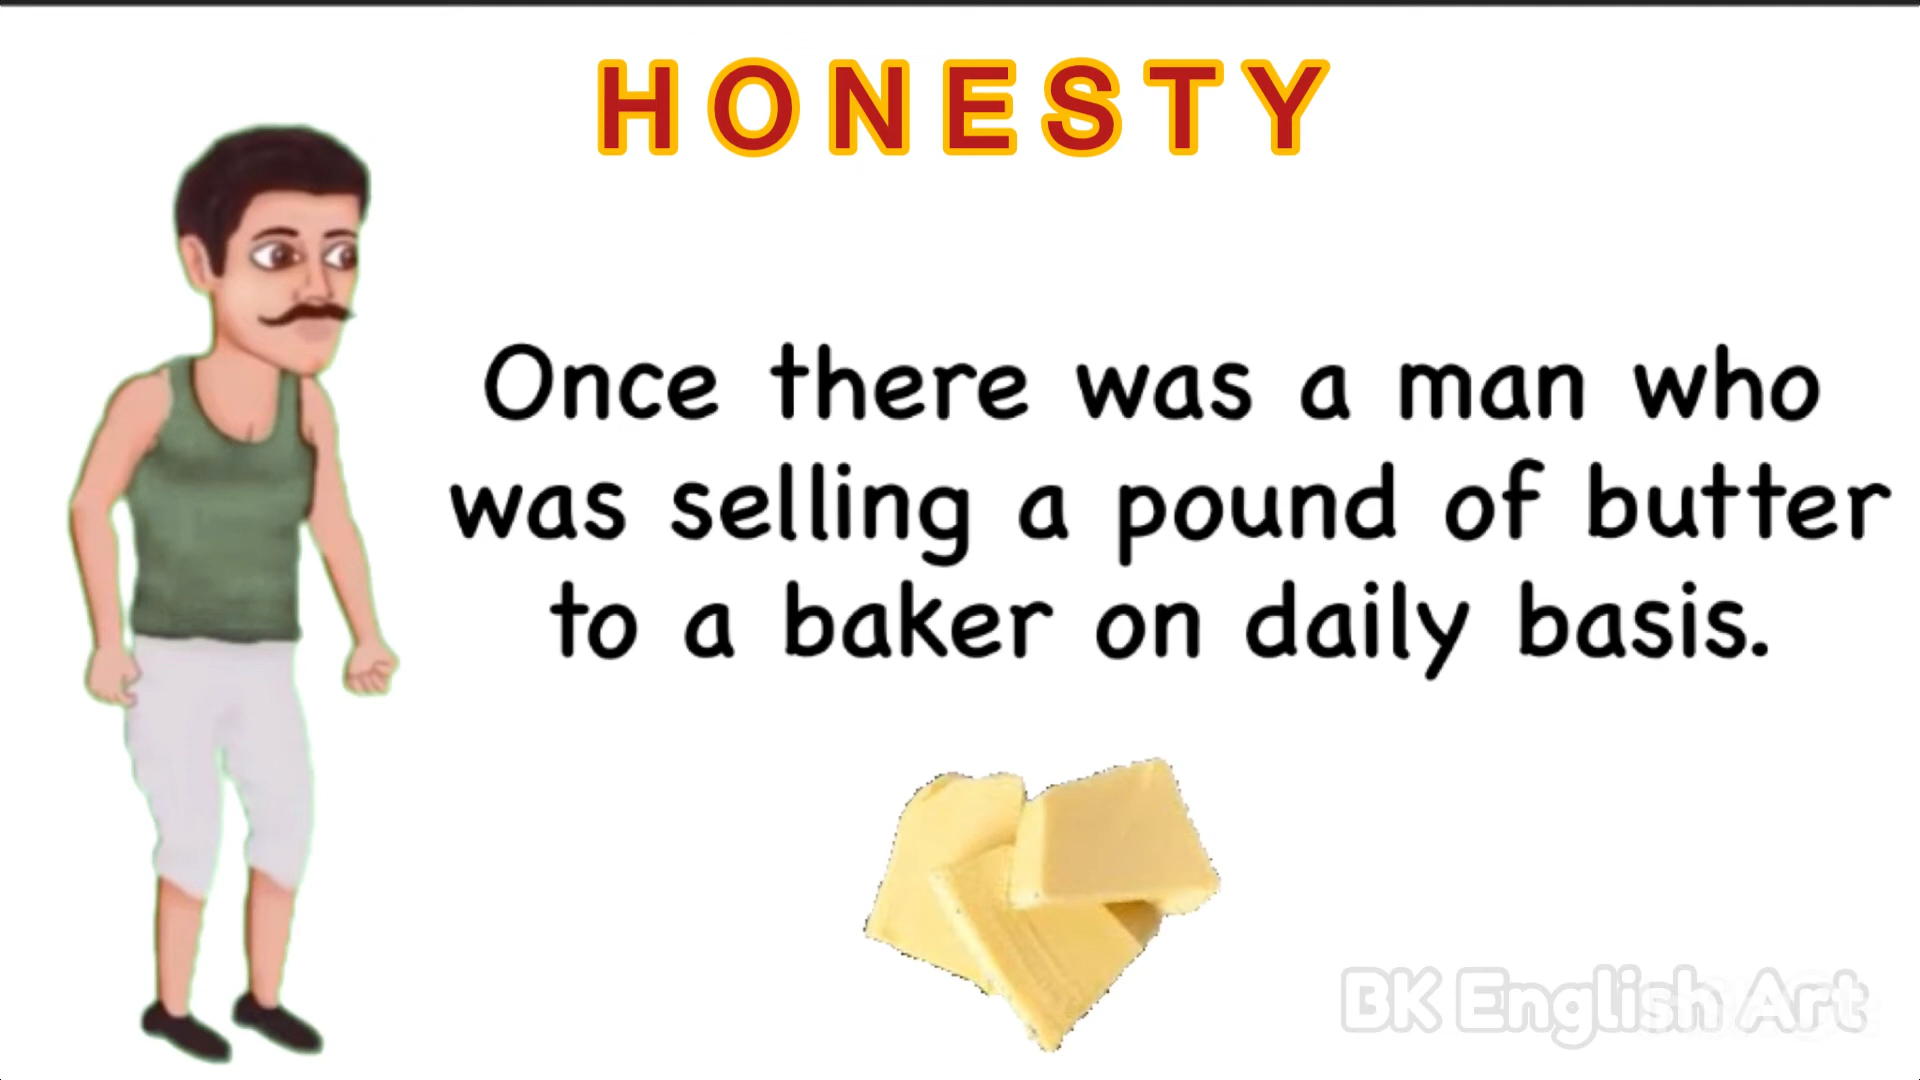 HONESTY
Once there was a man who
was selling a pound of butter
to a baker on daily basis.
BK English Art